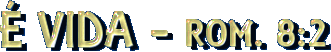 É VIDA - ROM. 8:2